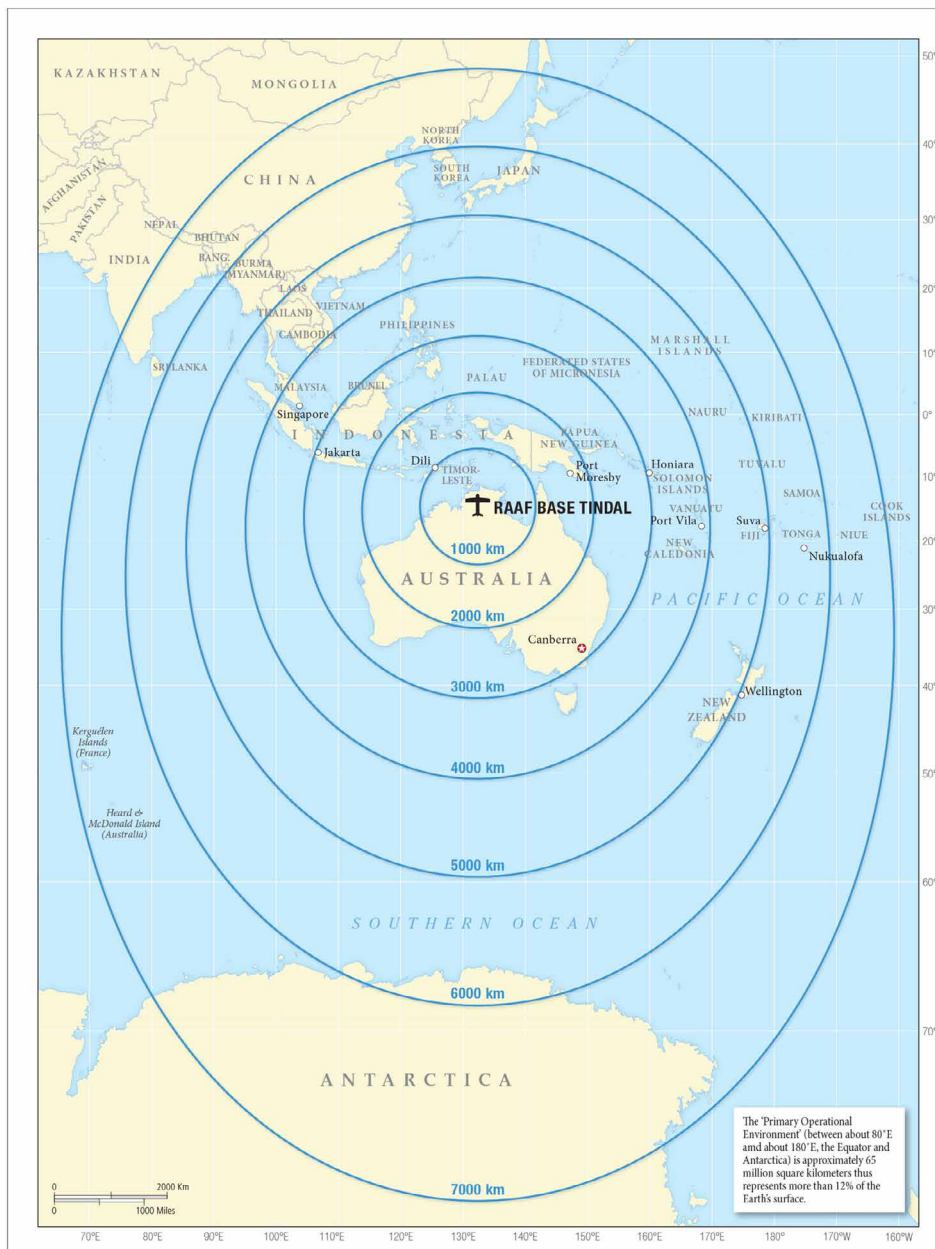 KAZAKHSTAN
MONGOLIA
50°
NORTH
KOREA
40°
AFGHANISTAN
PAKISTAN
CHINA
SOUTH
KOREA
JAPAN
30°
NEPAL
BHUTAN
INDIA
BANG.
BURMA
(MYANMAR)
20°
LAOS
THAILAND
VIETNAM
CAMBODIA
PHILIPPINES
MARSHALL
ISLANDS
10°
SRI LANKA
MALAYSIA
BRUNEI
PALAU
FEDERATED STATES
OF MICRONESIA
Singapore
NAURU
KIRIBATI
0°
INDONESIA
PAPUA
NEW GUINEA
Jakarta
Dili
TIMOR-
LESTE
Port
Moresby
Honiara
SOLOMON
ISLANDS
TUVALU
10°
SAMOA
COOK
ISLANDS
RAAF BASE TINDAL
VANUATU
Port Vila
Suva
FIJI
TONGA
NIUE
20°
NEW
CALEDONIA
Nukualofa
1000 km
AUSTRALIA
PACIFIC OCEAN
2000 km
30°
Canberra
3000 km
40°
Wellington
NEW
ZEALAND
Kerguélen
Islands
(France)
4000 km
50°
Heard &
McDonald Island
(Australia)
5000 km
60°
SOUTHERN OCEAN
6000 km
70°
ANTARCTICA
The 'Primary Operational
Environment' (between about 80°E
amd about 180°E, the Equator and
Antarctica) is approximately 65
million square kilometers thus
represents more than 12% of the
Earth's surface.
7000 km
0 2000 Km
0 1000 Miles
70°E 80°E 90°E 100°E 110°E 120°E 130°E 140°E 150°E 160°E 170°E 180°E 170°W 160°W